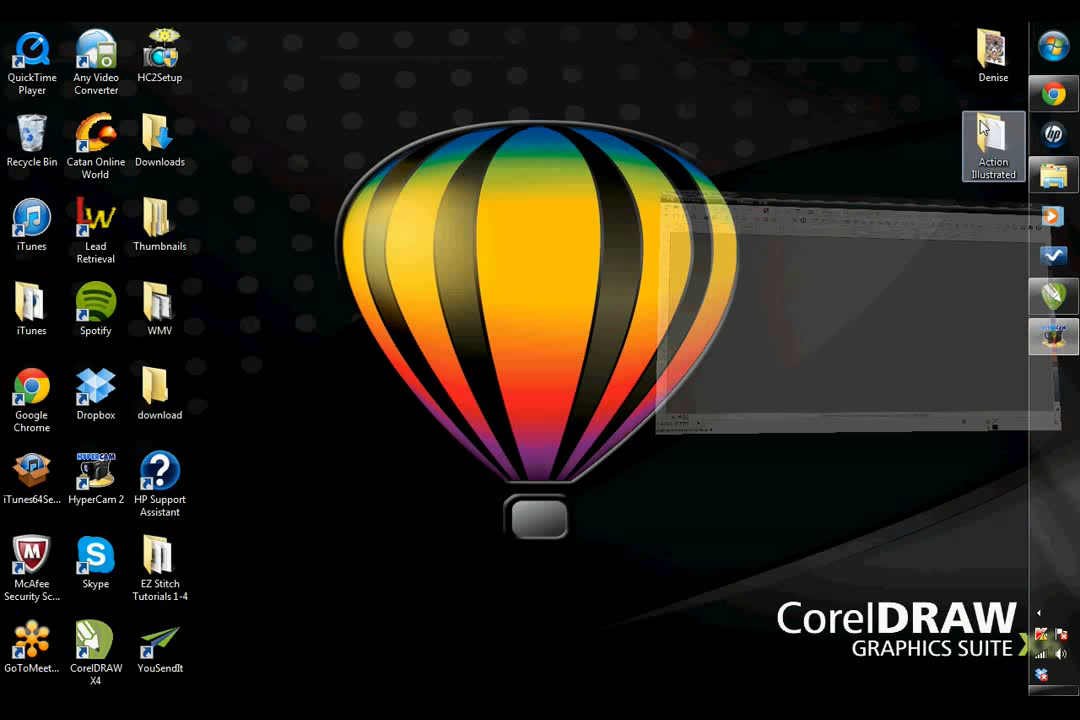 QuickTime
Player
Any Video
Converter
HC2Setup
Denise
Recycle Bin
Catan Online
World
Downloads
Action
Illustrated
iTunes
Lead
Retrieval
Thumbnails
iTunes
Spotify
WMV
Google
Chrome
Dropbox
download
iTunes64Se...
HYPERCAM
HyperCam 2
HP Support
Assistant
McAfee
Security Sc...
Skype
EZ Stitch
Tutorials 1-4
GoToMeet...
CorelDRAW
X4
YouSendIt
CorelDRAW
GRAPHICS SUITE
hp